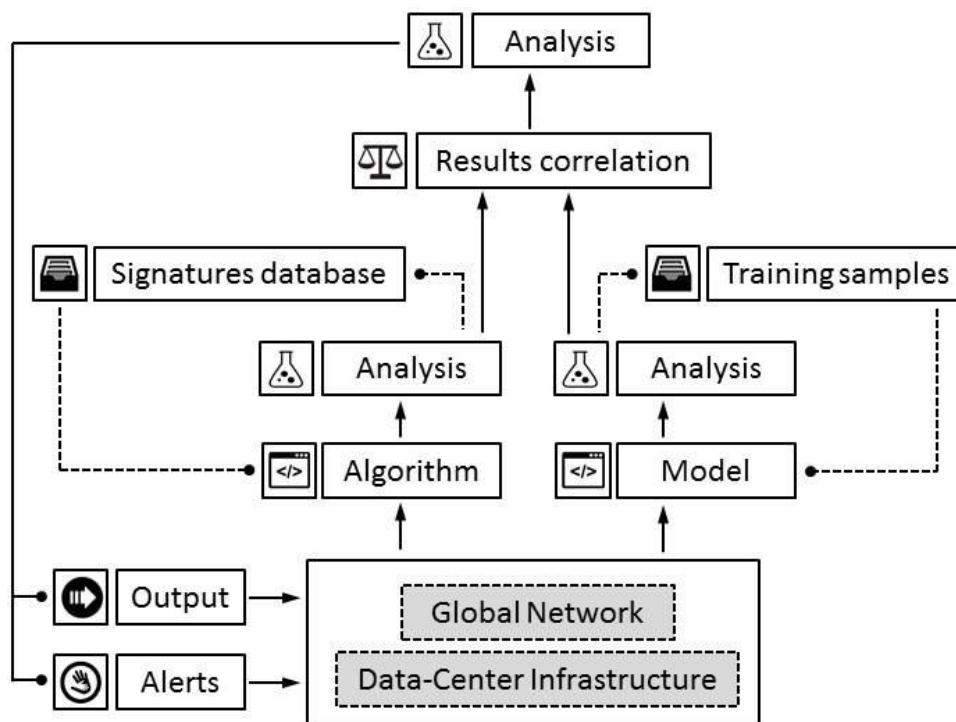 Analysis
Results correlation
Signatures database
Training samples
Analysis
Analysis
</>
Algorithm
</>
Model
Output
Global Network
Alerts
Data-Center Infrastructure